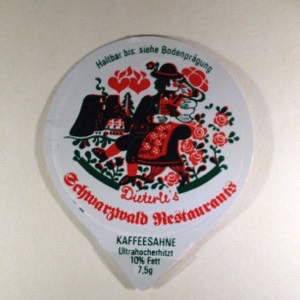 Haltbar bis: siehe Bodenprägung
Dieterle's
Schwarzwald Restaurants
KAFFEESAHNE
Ultrahocherhitzt
10% Fett
7,5g